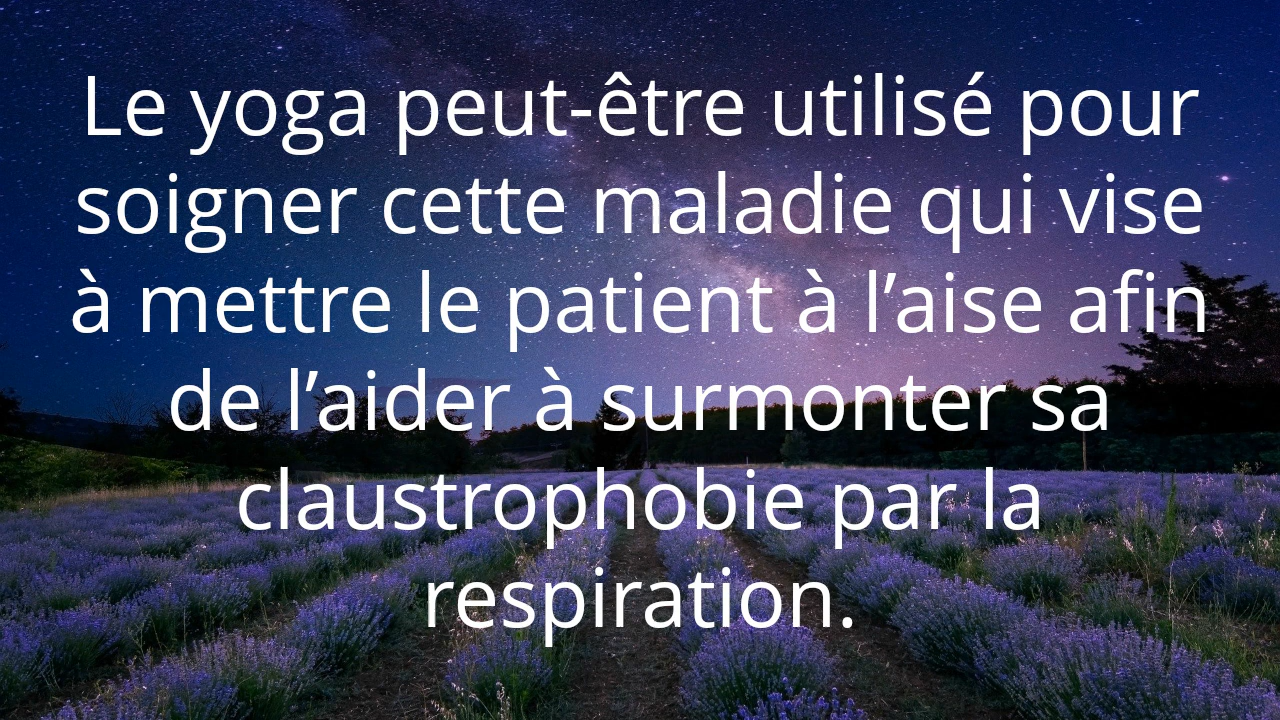 Le yoga peut-être utilisé pour
soigner cette maladie qui vise
à mettre le patient à l’aise afin
de l’aider à surmonter sa
claustrophobie par la
respiration.